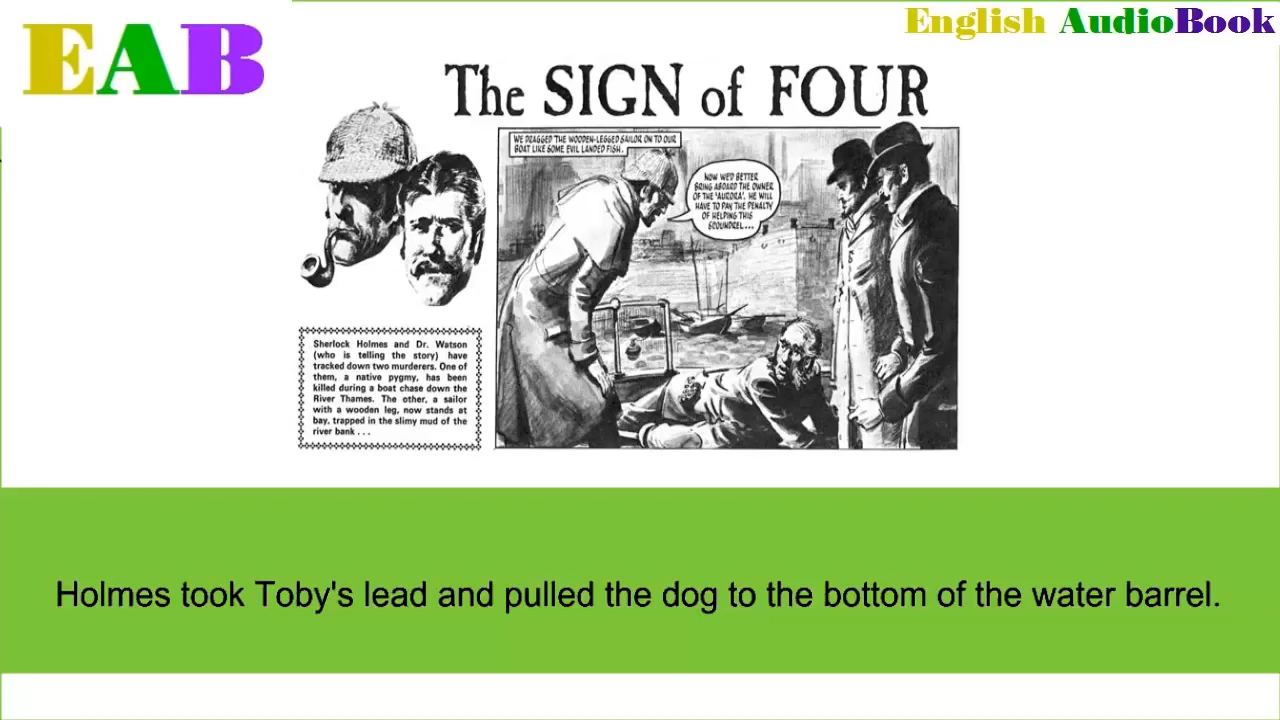 EAB
English AudioBook
The SIGN of FOUR
WE DRAGGED THE WOODEN-LEGGED SAILOR ON TO OUR
BOAT LIKE SOME EVIL LANDED FISH.
NOW WE'D BETTER
BRING ABOARD THE OWNER
OF THE 'AURORA'. HE WILL
HAVE TO PAY THE PENALTY
OF HELPING THIS
SCOUNDREL...
Sherlock Holmes and Dr. Watson
(who is telling the story) have
tracked down two murderers. One of
them, a native pygmy, has been
killed during a boat chase down the
River Thames. The other, a sailor
with a wooden leg, now stands at
bay, trapped in the slimy mud of the
river bank . . .
Holmes took Toby's lead and pulled the dog to the bottom of the water barrel.